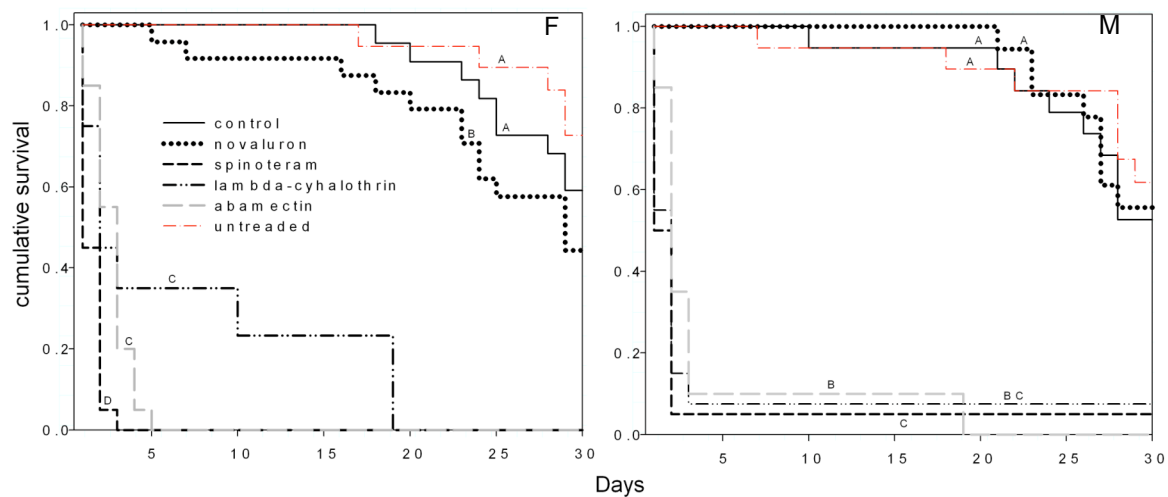 F
M
1.0
0.8
0.6
0.4
0.2
0.0
cumulative survival
control
novaluron
spinoteram
lambda-cyhalothrin
abamectin
untreaded
A
A
B
C
C
D
5
10
15
20
25
30
1.0
0.8
0.6
0.4
0.2
0.0
A
A
A
B
B C
C
5
10
15
20
25
30
Days